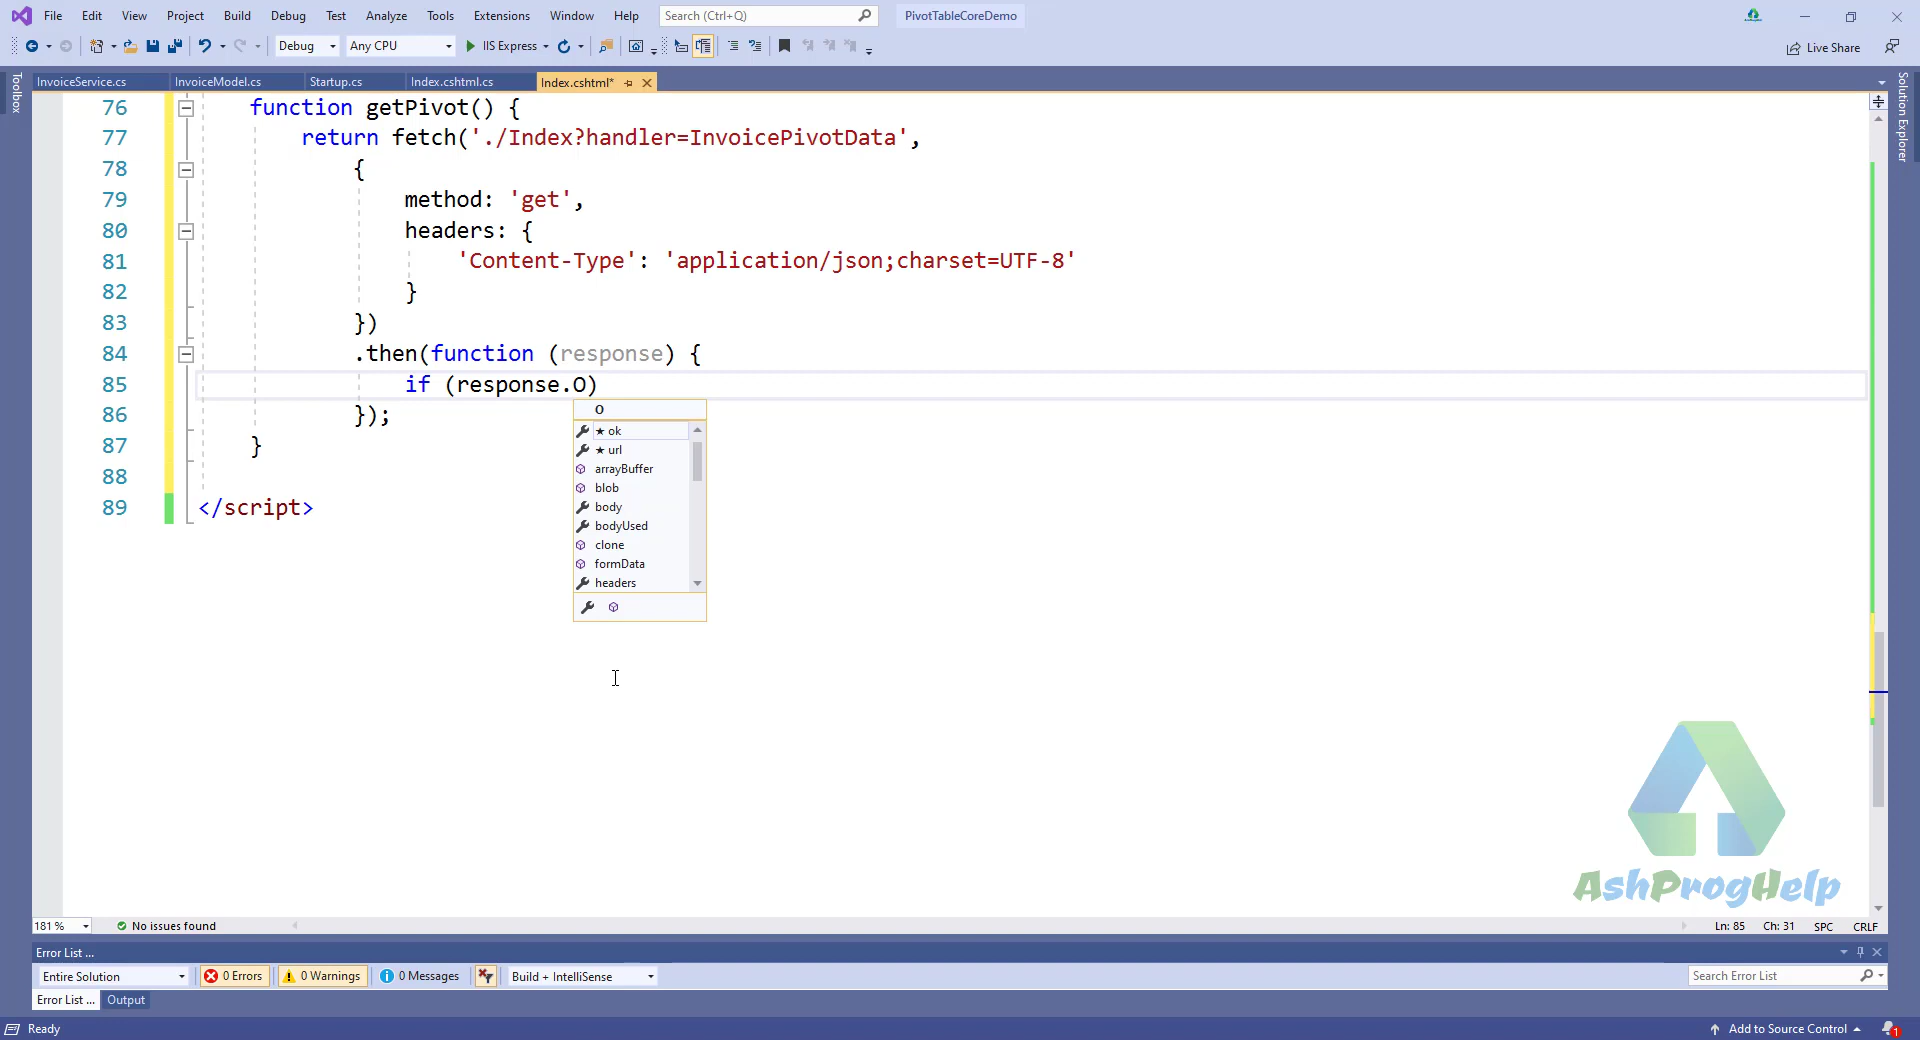 File Edit View Project Build Debug Test Analyze Tools Extensions Window Help Search (Ctrl+Q) PivotTableCoreDemo
Debug Any CPU IIS Express Live Share
Toolbox
InvoiceService.cs InvoiceModel.cs Startup.cs Index.cshtml.cs Index.cshtml*
Solution Explorer
76 function getPivot() {
77 return fetch('./Index?handler=InvoicePivotData',
78 {
79 method: 'get',
80 headers: {
81 'Content-Type': 'application/json;charset=UTF-8'
82 }
83 })
84 .then(function (response) {
85 if (response.O)
86 });
87 }
88
89 </script>
O
★ ok
★ url
arrayBuffer
blob
body
bodyUsed
clone
formData
headers
AshProgHelp
181 % No issues found Ln: 85 Ch: 31 SPC CRLF
Error List ...
Entire Solution 0 Errors 0 Warnings 0 Messages Build + IntelliSense Search Error List
Error List ... Output
Ready Add to Source Control 1